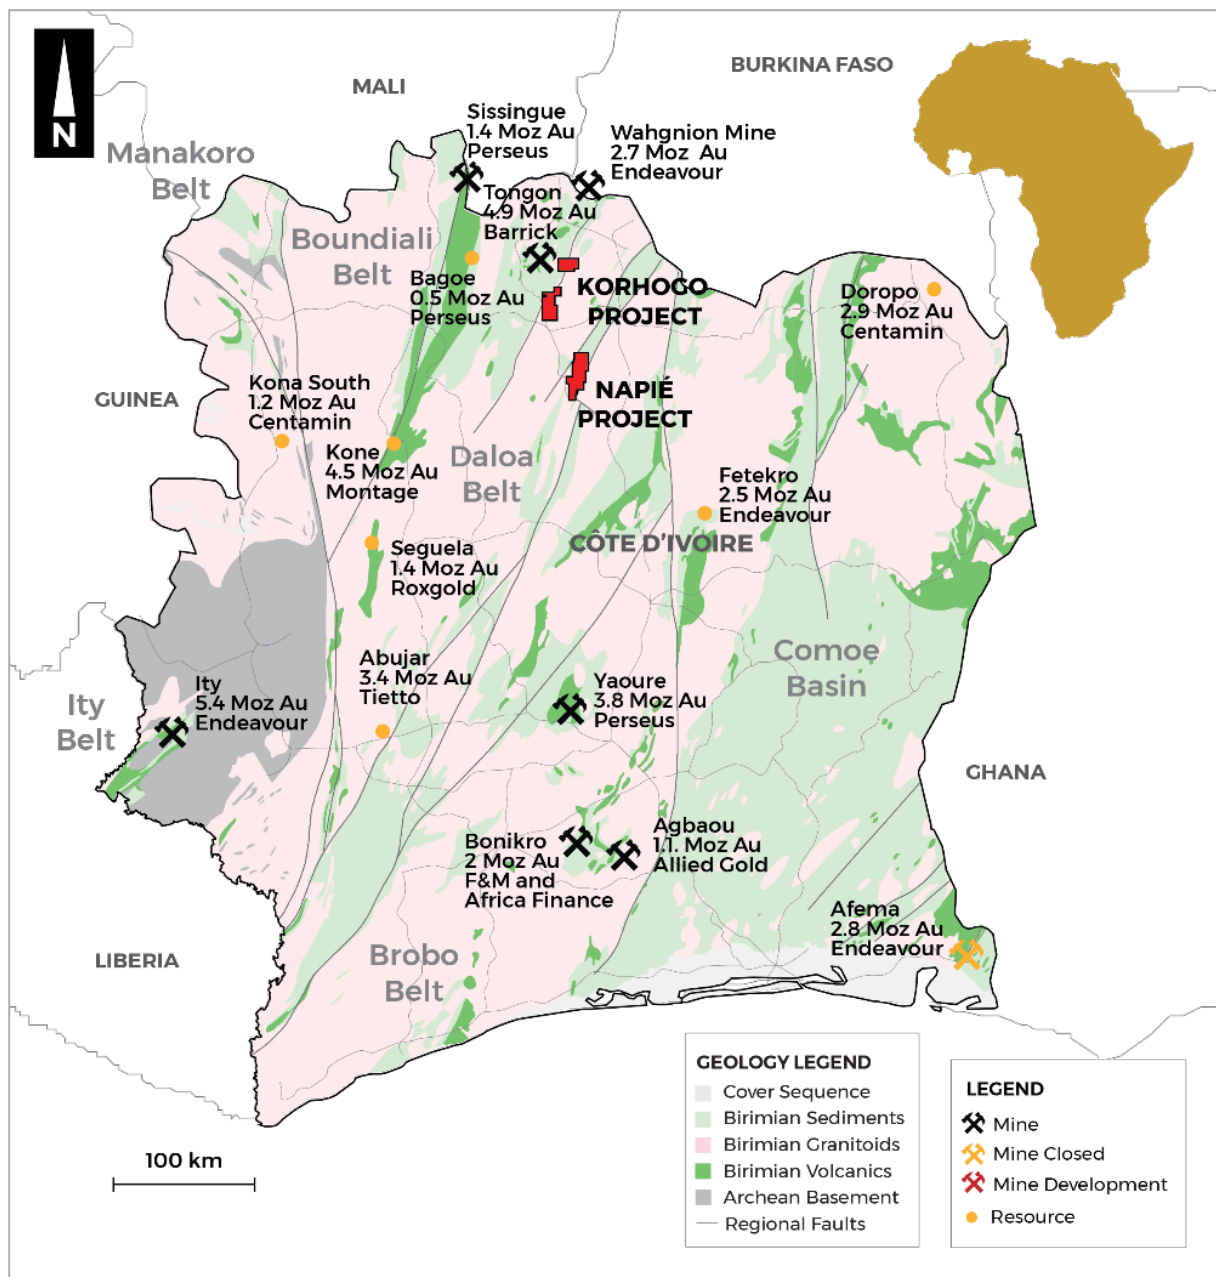 N
MALI
BURKINA FASO
Manakoro
Belt
Sissingue
1.4 Moz Au
Perseus
Wahgnion Mine
2.7 Moz Au
Endeavour
Tongon
4.9 Moz Au
Barrick
Boundiali
Belt
Bagoe
0.5 Moz Au
Perseus
KORHOGO
PROJECT
Doropo
2.9 Moz Au
Centamin
GUINEA
Kona South
1.2 Moz Au
Centamin
NAPIÉ
PROJECT
Kone
4.5 Moz Au
Montage
Daloa
Belt
Fetekro
2.5 Moz Au
Endeavour
CÔTE D'IVOIRE
Seguela
1.4 Moz Au
Roxgold
Comoe
Basin
Abujar
3.4 Moz Au
Tietto
Ity
Belt
Ity
5.4 Moz Au
Endeavour
Yaoure
3.8 Moz Au
Perseus
GHANA
Bonikro
2 Moz Au
F&M and
Africa Finance
Agbaou
1.1. Moz Au
Allied Gold
Afema
2.8 Moz Au
Endeavour
LIBERIA
Brobo
Belt
100 km
GEOLOGY LEGEND
Cover Sequence
Birimian Sediments
Birimian Granitoids
Birimian Volcanics
Archean Basement
Regional Faults
LEGEND
Mine
Mine Closed
Mine Development
Resource